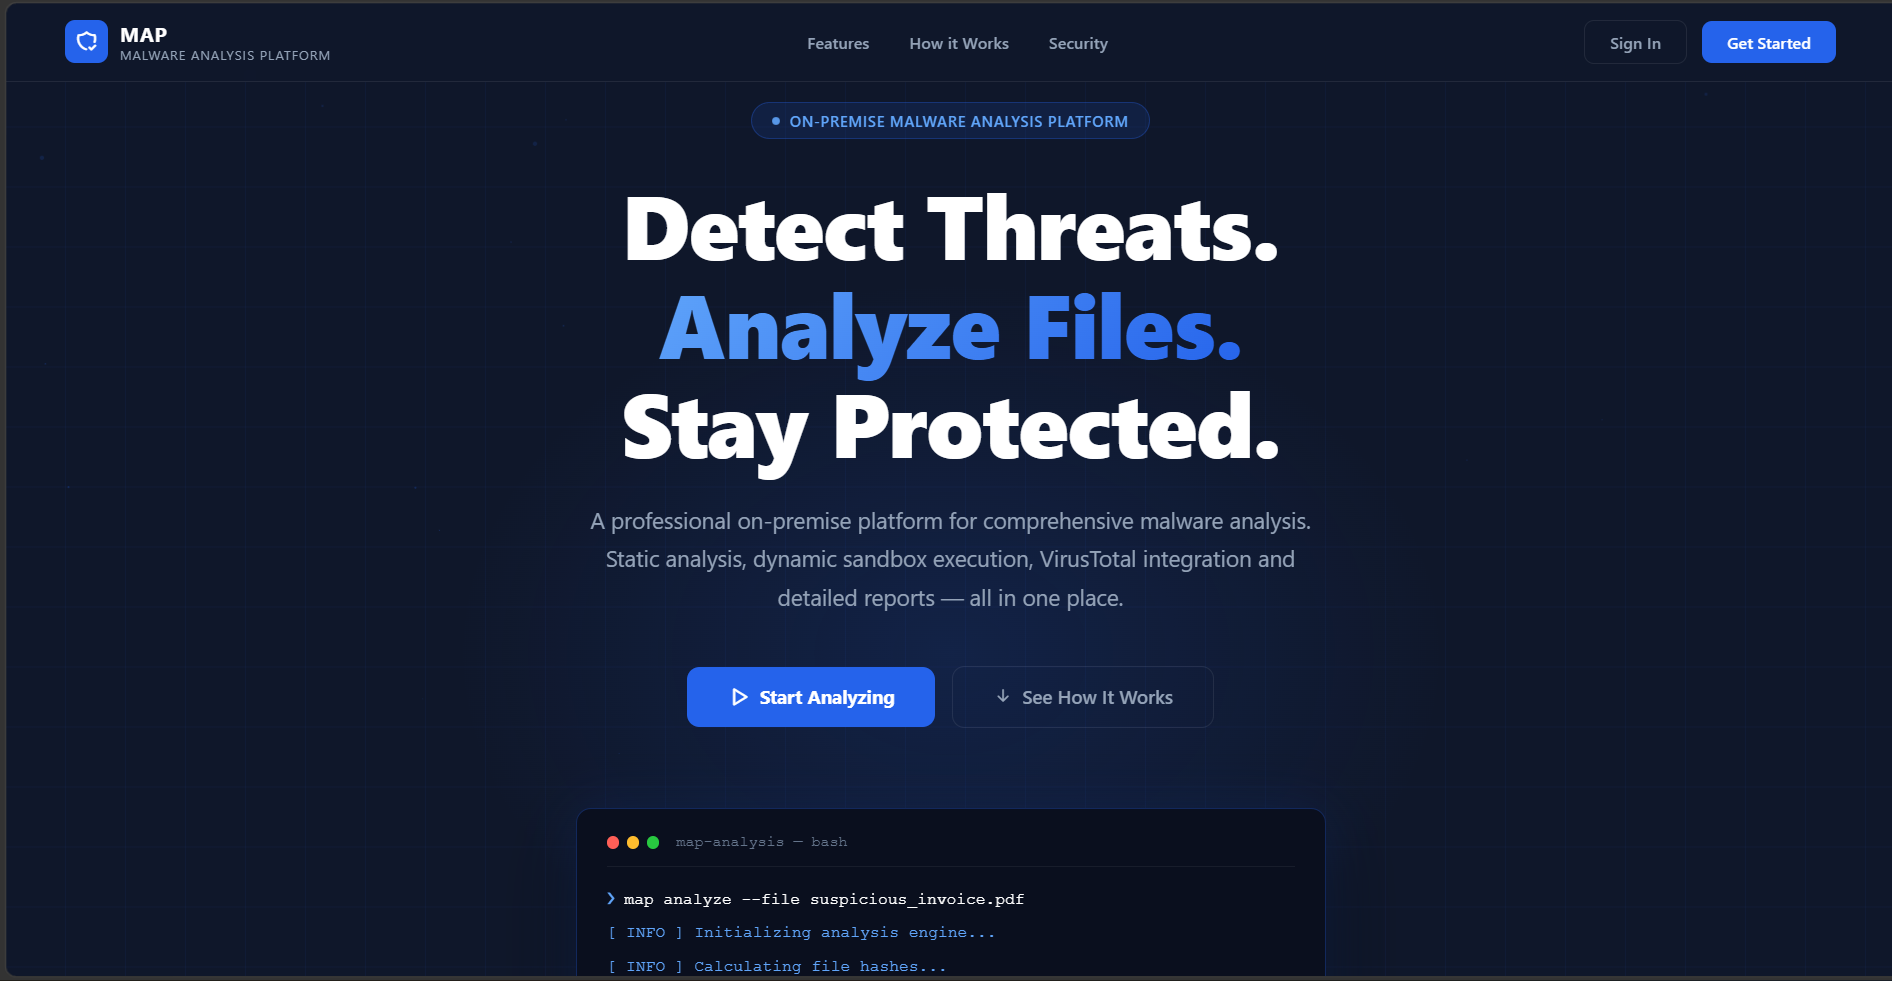 MAP
MALWARE ANALYSIS PLATFORM
Features
How it Works
Security
Sign In
Get Started
ON-PREMISE MALWARE ANALYSIS PLATFORM
Detect Threats.
Analyze Files.
Stay Protected.
A professional on-premise platform for comprehensive malware analysis.
Static analysis, dynamic sandbox execution, VirusTotal integration and
detailed reports — all in one place.
Start Analyzing
See How It Works
map-analysis — bash
❯ map analyze --file suspicious_invoice.pdf
[ INFO ] Initializing analysis engine...
[ INFO ] Calculating file hashes...